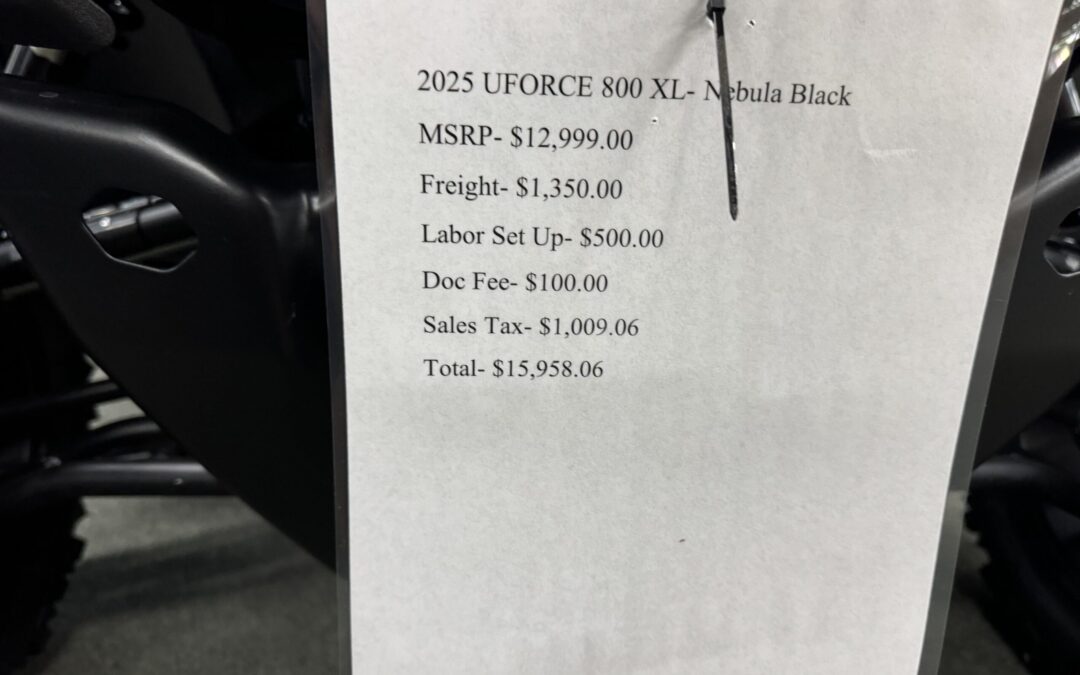 2025 UFORCE 800 XL- Nebula Black
MSRP- $12,999.00
Freight- $1,350.00
Labor Set Up- $500.00
Doc Fee- $100.00
Sales Tax- $1,009.06
Total- $15,958.06